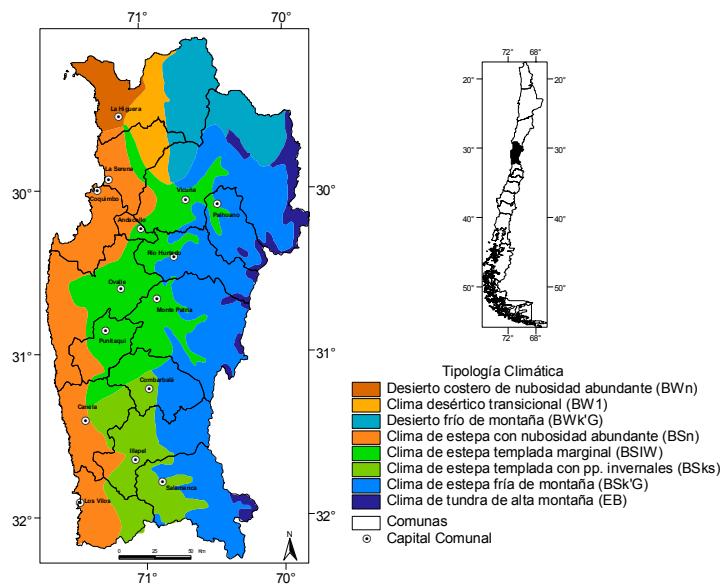 71° 70°
La Higuera
La Serena
30° 30°
Coquimbo
Vicuña
Paihuano
Andacollo
Río Hurtado
Ovalle
Monte Patria
Punitaqui
31° 31°
Combarbalá
Canela
Illapel
Salamanca
Los Vilos
32° 32°
0 25 50 Km
N
71° 70°
72° 68°
20° 20°
30° 30°
40° 40°
50° 50°
72° 68°
Tipología Climática
Desierto costero de nubosidad abundante (BWn)
Clima desértico transicional (BW1)
Desierto frío de montaña (BWk'G)
Clima de estepa con nubosidad abundante (BSn)
Clima de estepa templada marginal (BSIW)
Clima de estepa templada con pp. invernales (BSks)
Clima de estepa fría de montaña (BSk'G)
Clima de tundra de alta montaña (EB)
Comunas
Capital Comunal